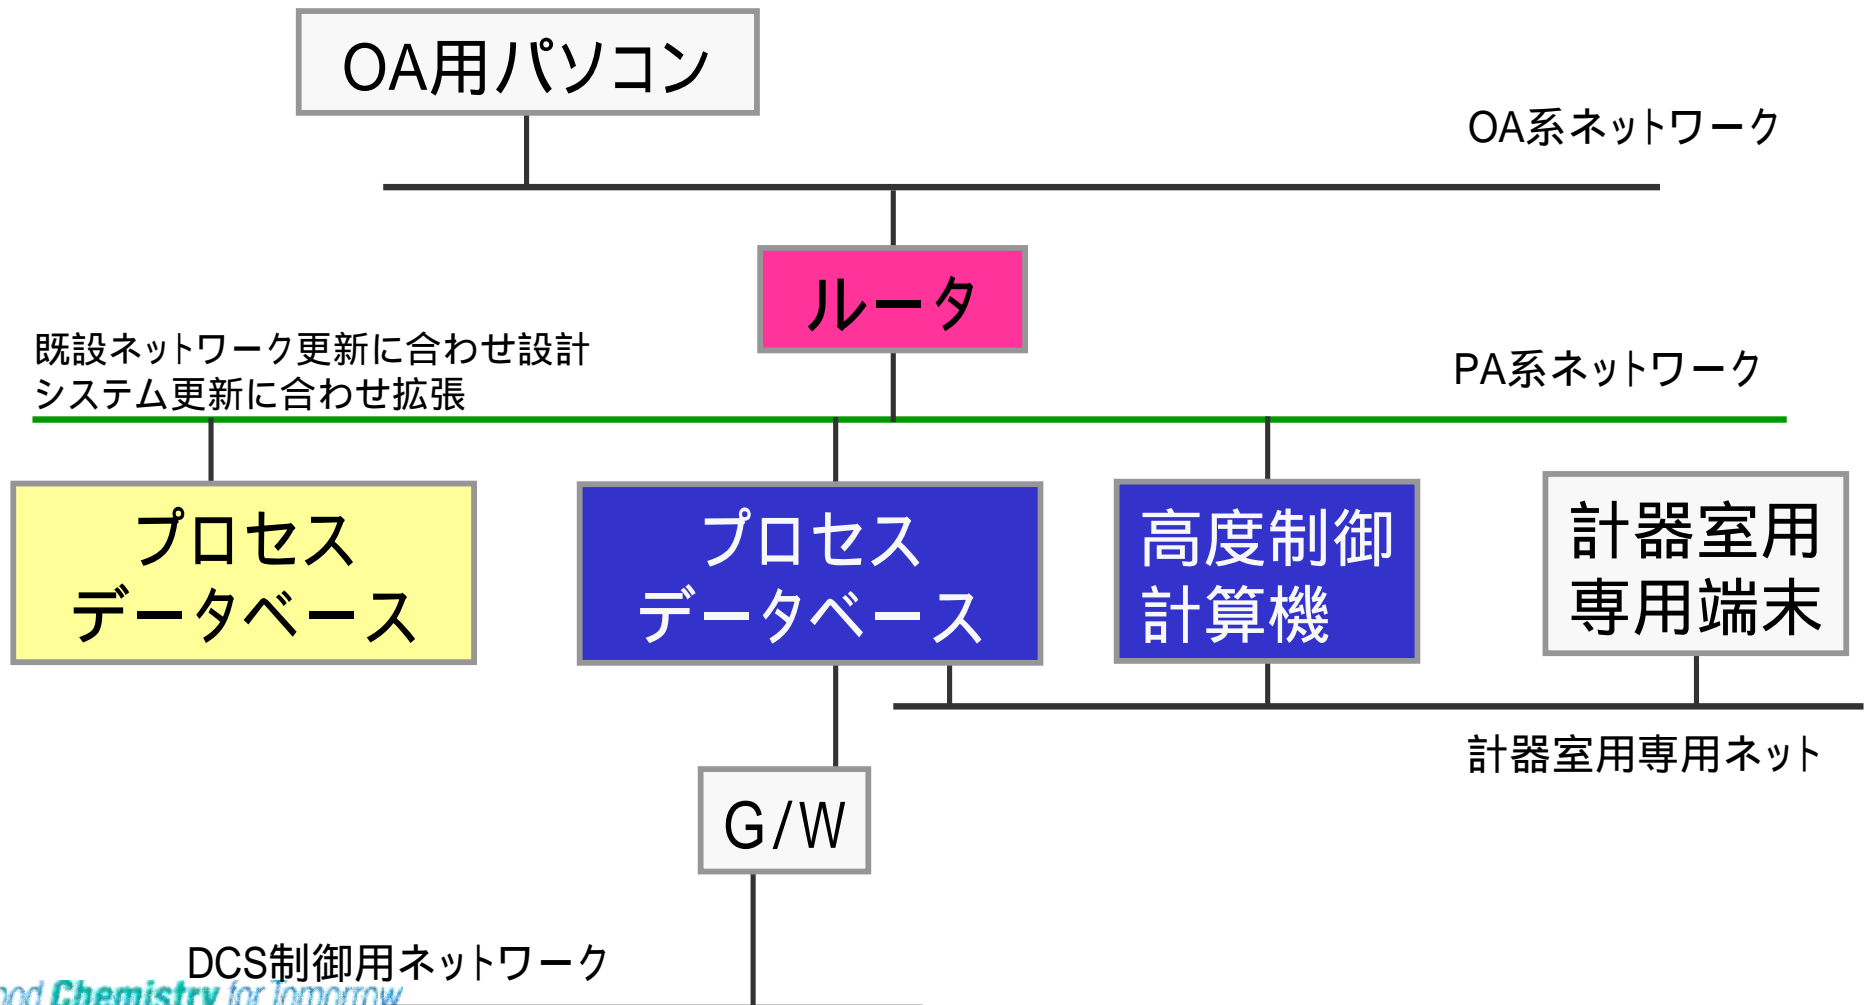 OA用パソコン
OA系ネットワーク
ルータ
既設ネットワーク更新に合わせ設計
システム更新に合わせ拡張
PA系ネットワーク
プロセス
データベース
プロセス
データベース
高度制御
計算機
計器室用
専用端末
計器室用専用ネット
G/W
DCS制御用ネットワーク
Chemistry for Tomorrow